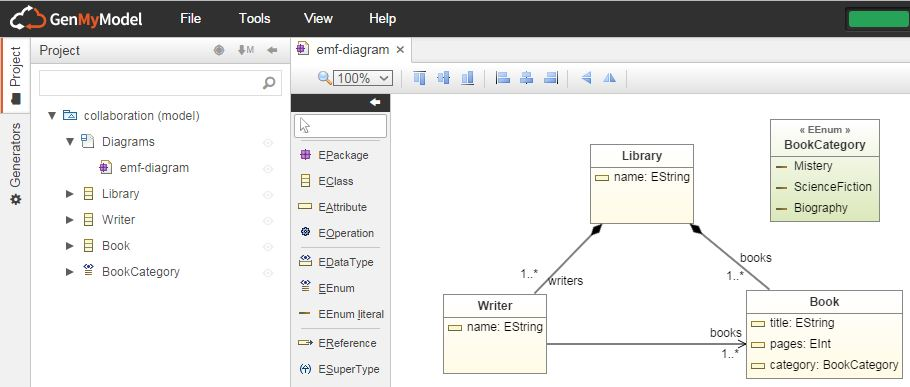 GenMyModel File Tools View Help
Project
Generators
Project M
collaboration (model)
Diagrams
emf-diagram
Library
Writer
Book
BookCategory
emf-diagram ×
100%
EPackage
EClass
EAttribute
EOperation
EDataType
EEnum
EEnum literal
EReference
ESuperType
Library
name: EString
« EEnum »
BookCategory
Mistery
ScienceFiction
Biography
1..*
writers
books
1..*
Writer
name: EString
books
1..*
Book
title: EString
pages: EInt
category: BookCategory